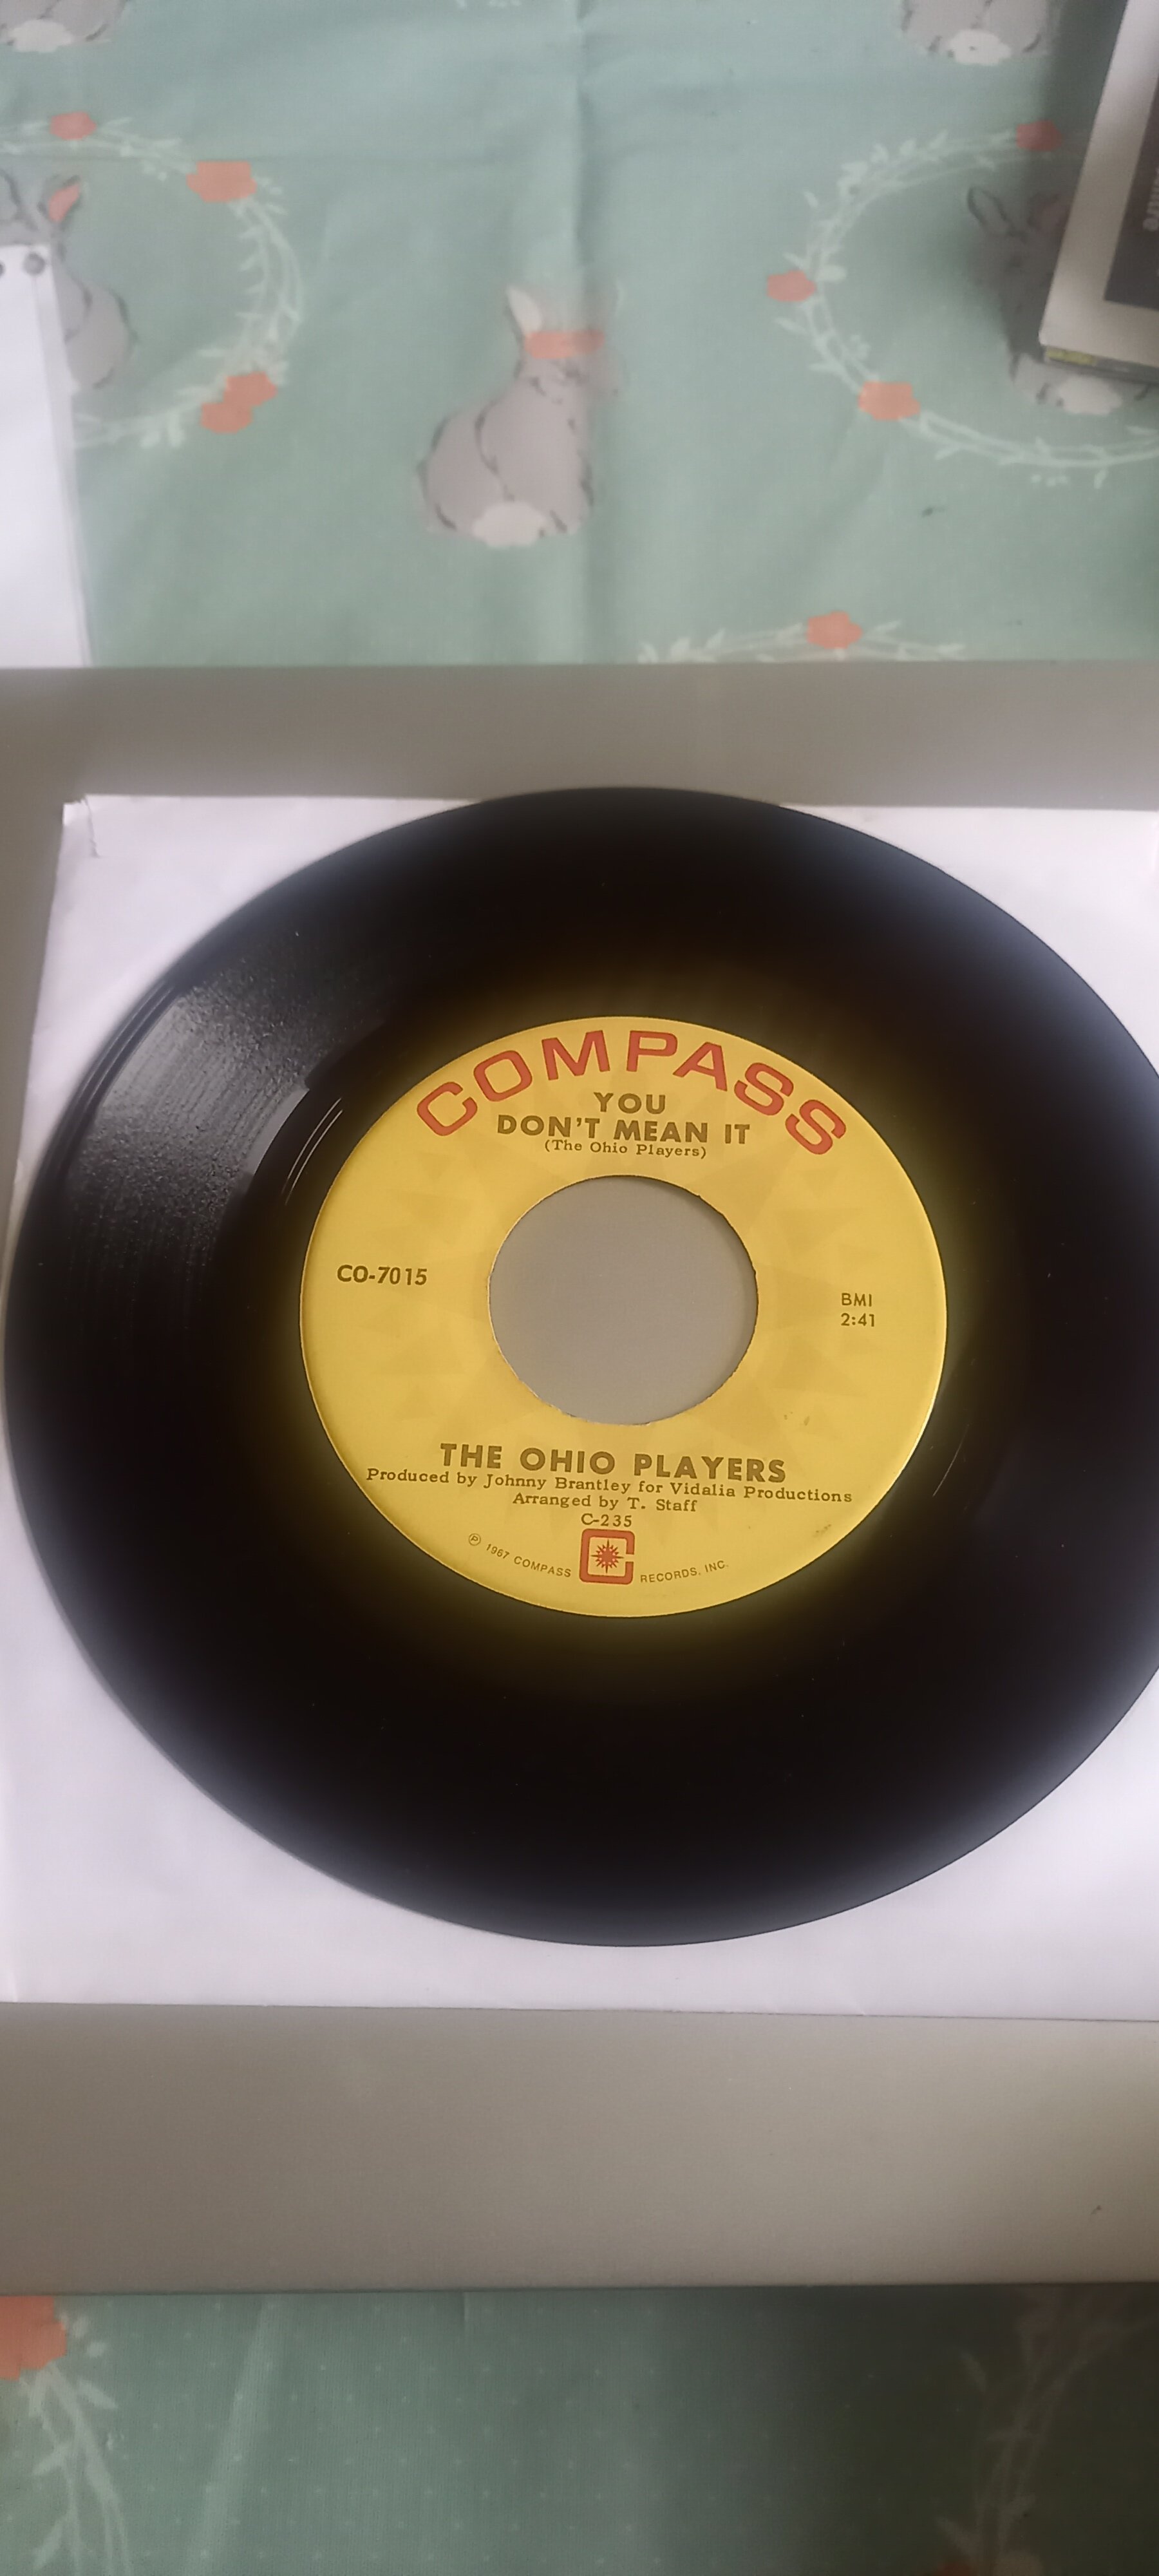 COMPASS
YOU
DON'T MEAN IT
(The Ohio Players)
CO-7015
BMI
2:41
THE OHIO PLAYERS
Produced by Johnny Brantley for Vidalia Productions
Arranged by T. Staff
C-235
℗ 1967 COMPASS RECORDS, INC.